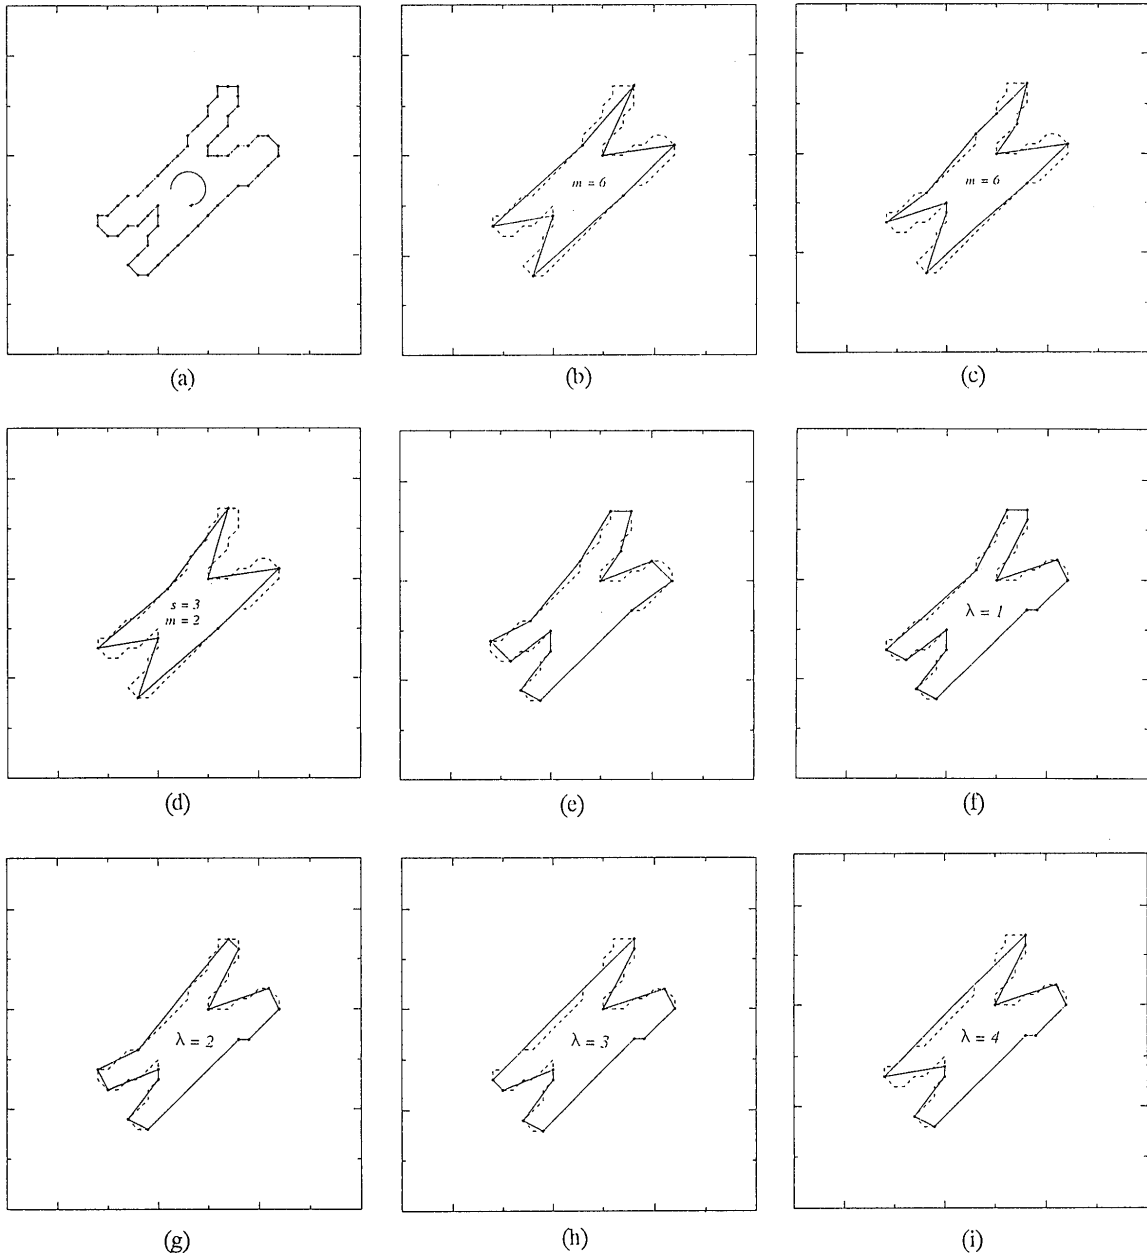 m = 6
m = 6
(a)
(b)
(c)
s = 3
m = 2
λ = 1
(d)
(e)
(f)
λ = 2
λ = 3
λ = 4
(g)
(h)
(i)